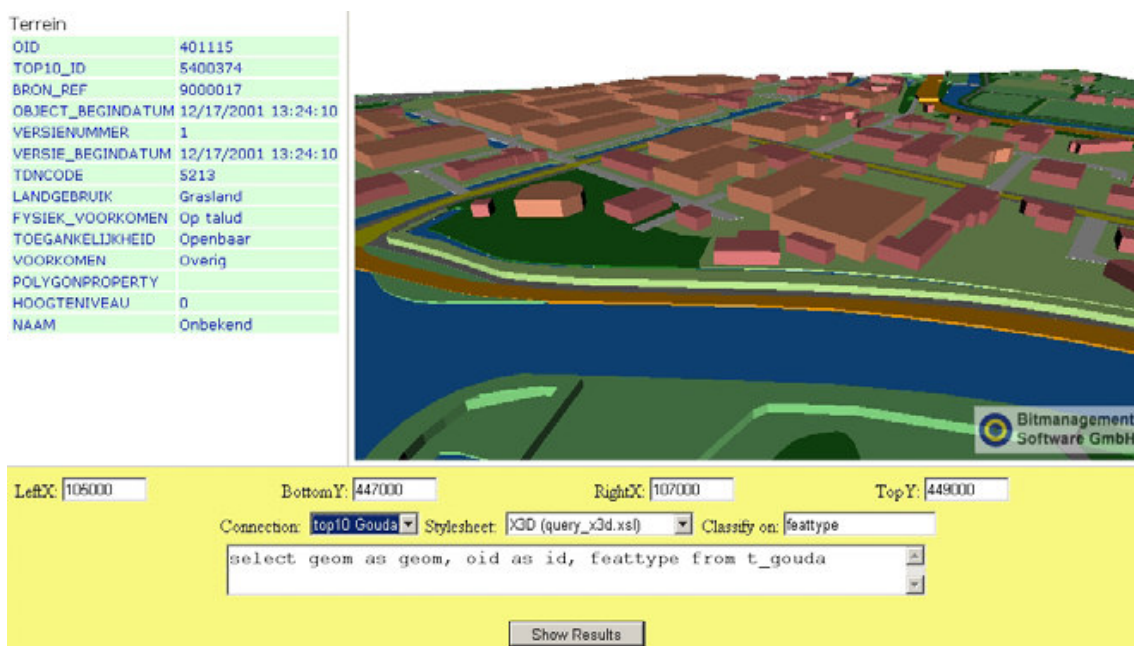 Terrein
OID 401115
TOP10_ID 5400374
BRON_REF 9000017
OBJECT_BEGINDATUM 12/17/2001 13:24:10
VERSIENUMMER 1
VERSIE_BEGINDATUM 12/17/2001 13:24:10
TDNCODE 5213
LANDGEBRUIK Grasland
FYSIEK_VOORKOMEN Op talud
TOEGANKELIJKHEID Openbaar
VOORKOMEN Overig
POLYGONPROPERTY
HOOGTENIVEAU 0
NAAM Onbekend
Bitmanagement
Software GmbH
LeftX: 105000 BottomY: 447000 RightX: 107000 TopY: 449000
Connection: top10 Gouda Stylesheet: X3D (query_x3d.xsl) Classify on: feattype
select geom as geom, oid as id, feattype from t_gouda
Show Results